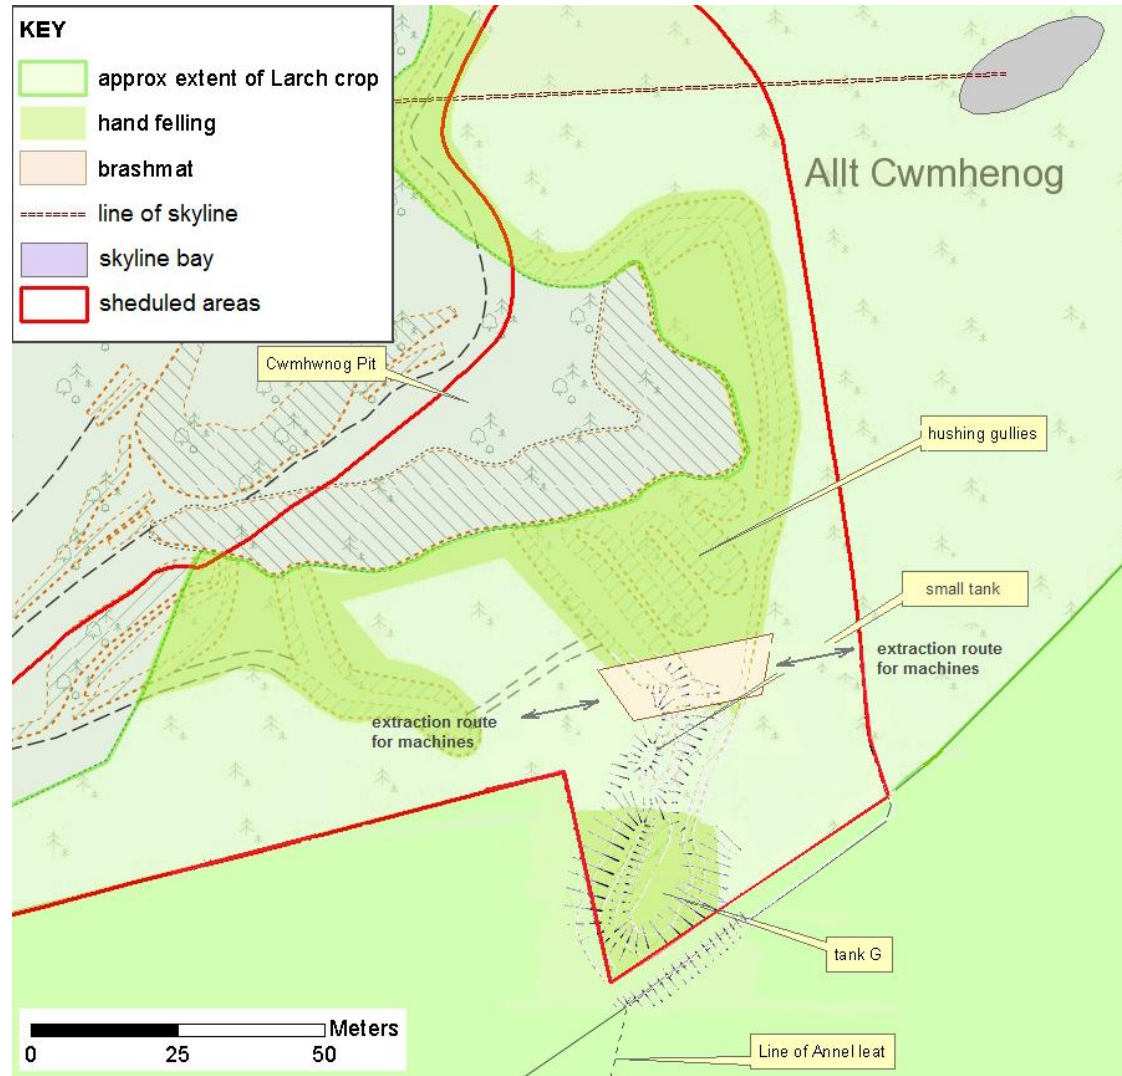 KEY
approx extent of Larch crop
hand felling
brashmat
line of skyline
skyline bay
sheduled areas
Allt Cwmhenog
Cwmhwnog Pit
hushing gullies
small tank
extraction route
for machines
extraction route
for machines
tank G
Line of Annel leat
Meters
0
25
50